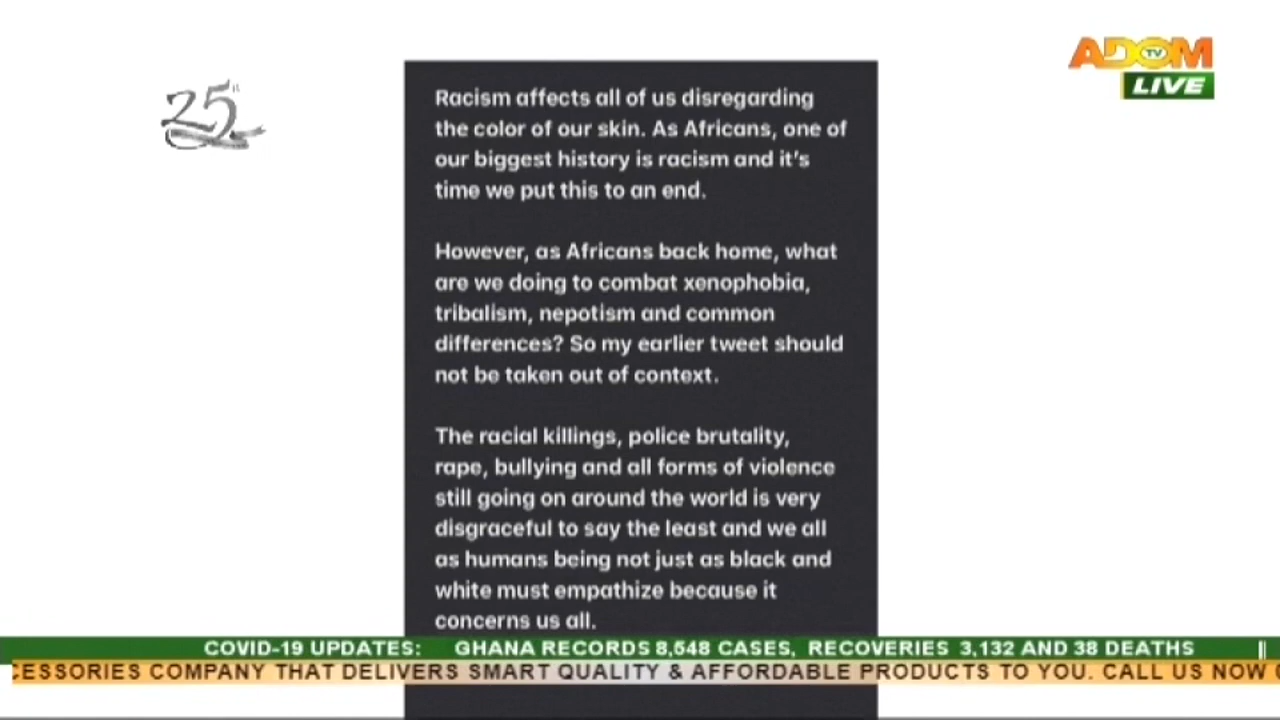 ADOM
TV
LIVE
25
Racism affects all of us disregarding
the color of our skin. As Africans, one of
our biggest history is racism and it's
time we put this to an end.
However, as Africans back home, what
are we doing to combat xenophobia,
tribalism, nepotism and common
differences? So my earlier tweet should
not be taken out of context.
The racial killings, police brutality,
rape, bullying and all forms of violence
still going on around the world is very
disgraceful to say the least and we all
as humans being not just as black and
white must empathize because it
concerns us all.
COVID-19 UPDATES: GHANA RECORDS 8,548 CASES, RECOVERIES 3,132 AND 38 DEATHS
CESSORIES COMPANY THAT DELIVERS SMART QUALITY & AFFORDABLE PRODUCTS TO YOU. CALL US NOW